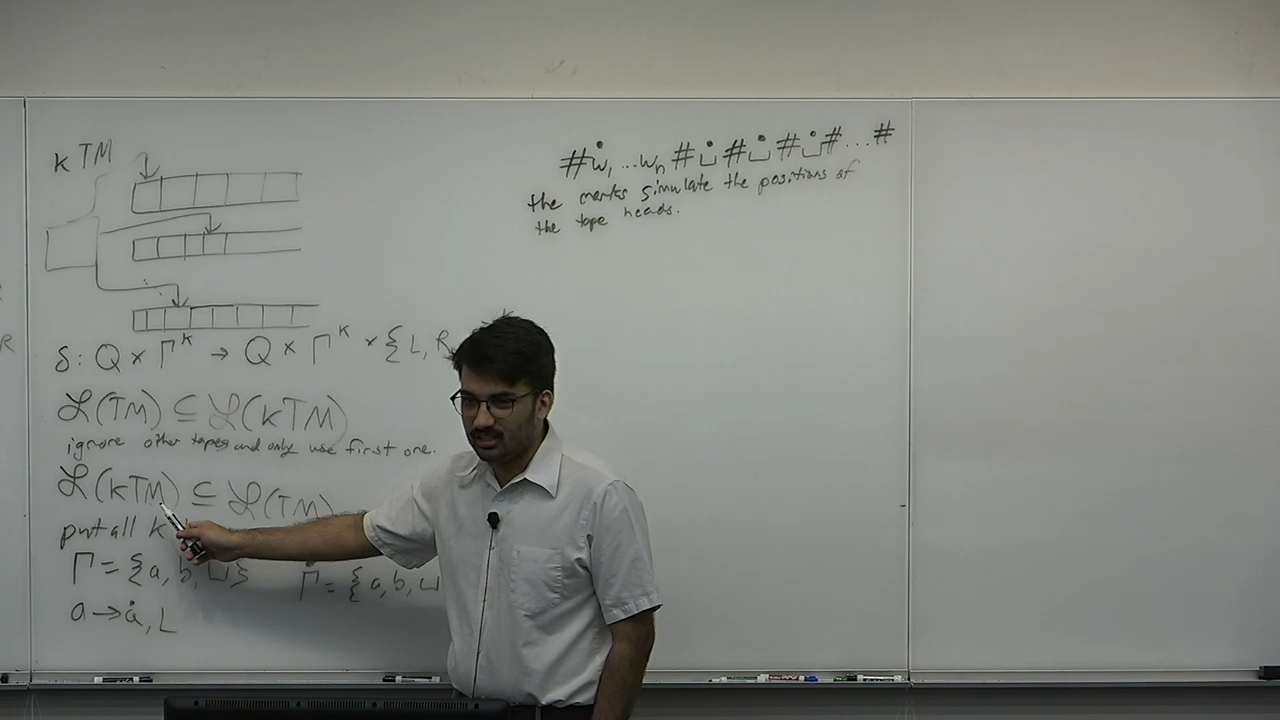 k TM
δ: Q × Γ^k → Q × Γ^k × {L, R
ℒ(TM) ⊆ ℒ(kTM)
ignore other tapes and only use first one.
ℒ(kTM) ⊆ ℒ(TM)
put all k
Γ = {a, b, ⊔} Γ = {a, b, ⊔
a → ȧ, L
R
#ẇ₁ ...wₙ # ⊔̇ # ⊔̇ # ⊔̇ # ... #
the marks simulate the positions of
the tape heads.